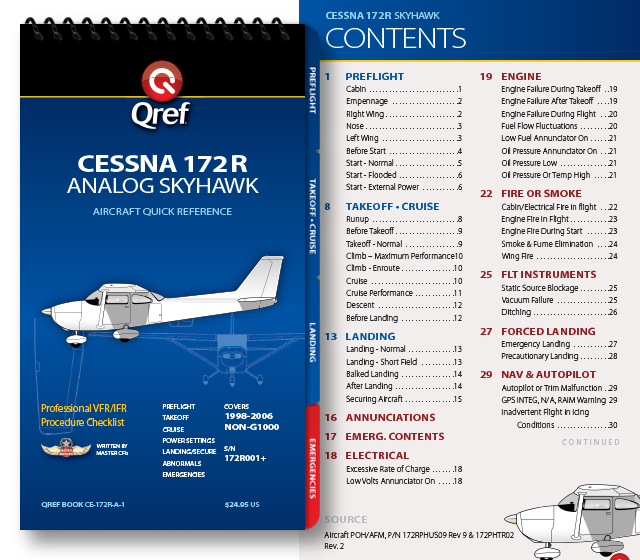 Qref
CESSNA 172R
ANALOG SKYHAWK
AIRCRAFT QUICK REFERENCE
Professional VFR/IFR
Procedure Checklist
WRITTEN BY
MASTER CFIs
PREFLIGHT
TAKEOFF
CRUISE
POWER SETTINGS
LANDING/SECURE
ABNORMALS
EMERGENCIES
COVERS
1998-2006
NON-G1000
S/N
172R001+
QREF BOOK CE-172R-A-1
$24.95 US
PREFLIGHT
TAKEOFF • CRUISE
LANDING
EMERGENCIES
CESSNA 172R SKYHAWK
CONTENTS
1 PREFLIGHT
Cabin ..............................1
Empennage ....................2
Right Wing ......................2
Nose ................................3
Left Wing ........................3
Before Start ....................4
Start - Normal .................5
Start - Flooded ................6
Start - External Power .....6
8 TAKEOFF • CRUISE
Runup .............................8
Before Takeoff ................9
Takeoff - Normal .............9
Climb – Maximum Performance10
Climb - Enroute ..............10
Cruise ............................10
Cruise Performance ........11
Descent .........................12
Before Landing ...............12
13 LANDING
Landing - Normal ............13
Landing - Short Field .......13
Balked Landing ..............14
After Landing .................14
Securing Aircraft .............15
16 ANNUNCIATIONS
17 EMERG. CONTENTS
18 ELECTRICAL
Excessive Rate of Charge .......18
Low Volts Annunciator On .....18
19 ENGINE
Engine Failure During Takeoff ..19
Engine Failure After Takeoff ...19
Engine Failure During Flight ...20
Fuel Flow Fluctuations ........20
Low Fuel Annunciator On .....21
Oil Pressure Annunciator On ..21
Oil Pressure Low .............21
Oil Pressure Or Temp High ....21
22 FIRE OR SMOKE
Cabin/Electrical Fire in flight ..22
Engine Fire in Flight ..........23
Engine Fire During Start ......23
Smoke & Fume Elimination ...24
Wing Fire ....................24
25 FLT INSTRUMENTS
Static Source Blockage ........25
Vacuum Failure ..............25
Ditching .....................26
27 FORCED LANDING
Emergency Landing ..........27
Precautionary Landing ........28
29 NAV & AUTOPILOT
Autopilot or Trim Malfunction ..29
GPS INTEG, N/A, RAIM Warning 29
Inadvertent Flight in Icing
Conditions ..............30
CONTINUED
SOURCE
Aircraft POH/AFM, P/N 172RPHUS09 Rev 9 & 172PHTR02
Rev. 2